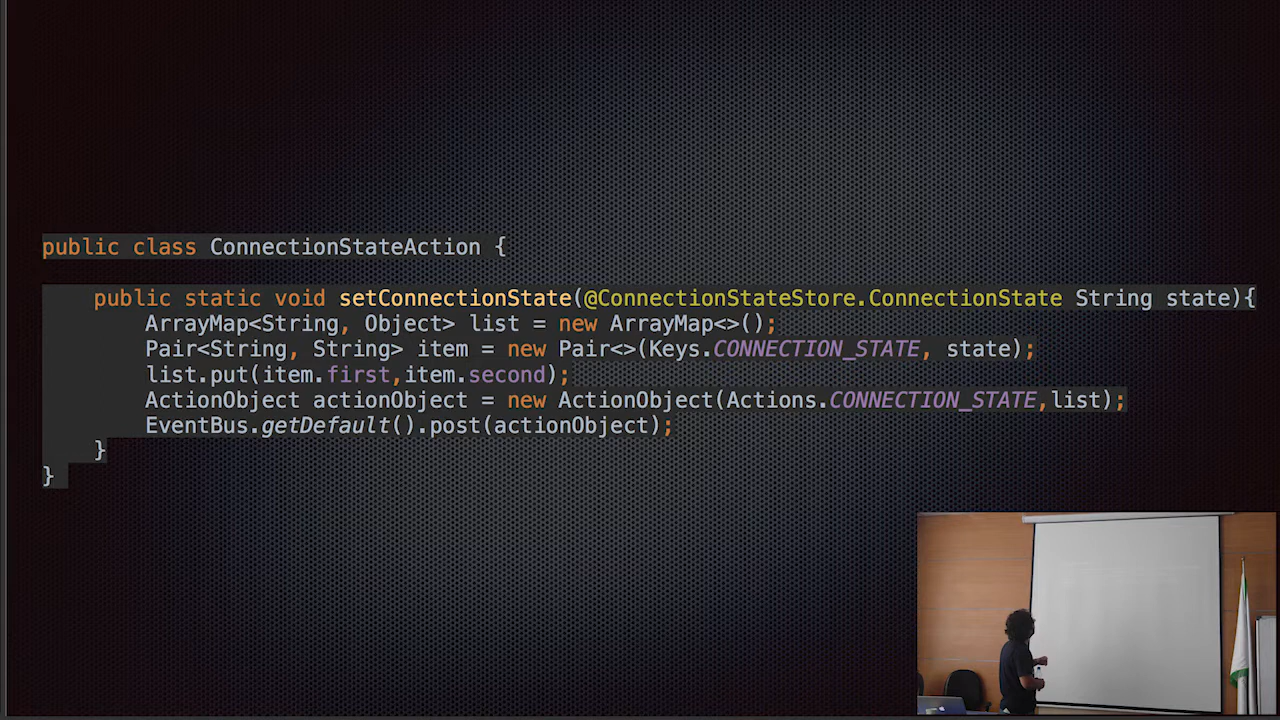 public class ConnectionStateAction {
public static void setConnectionState(@ConnectionStateStore.ConnectionState String state){
ArrayMap<String, Object> list = new ArrayMap<>();
Pair<String, String> item = new Pair<>(Keys.CONNECTION_STATE, state);
list.put(item.first,item.second);
ActionObject actionObject = new ActionObject(Actions.CONNECTION_STATE,list);
EventBus.getDefault().post(actionObject);
}
}